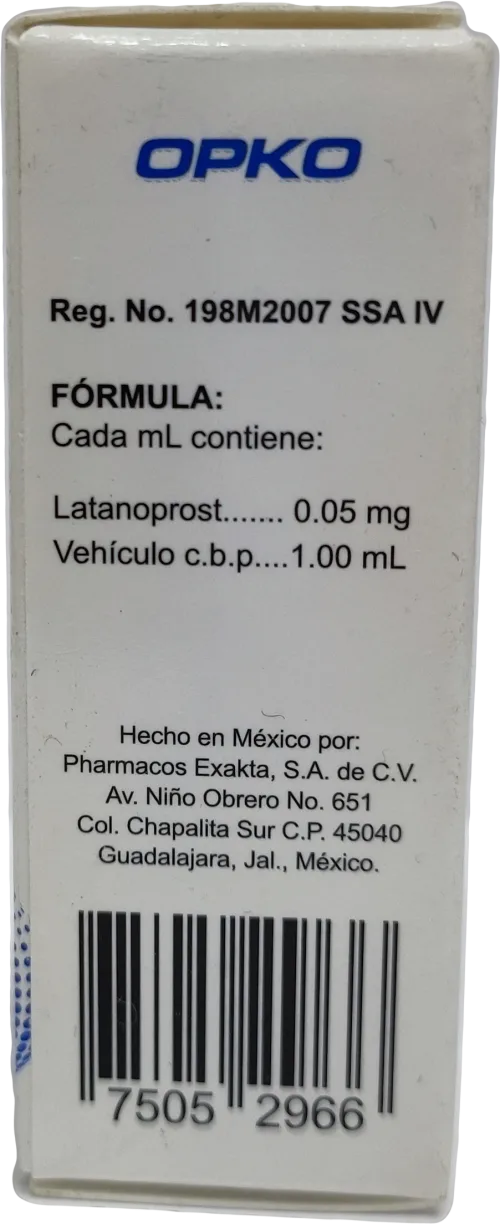 OPKO
Reg. No. 198M2007 SSA IV
FÓRMULA:
Cada mL contiene:
Latanoprost....... 0.05 mg
Vehículo c.b.p....1.00 mL
Hecho en México por:
Pharmacos Exakta, S.A. de C.V.
Av. Niño Obrero No. 651
Col. Chapalita Sur C.P. 45040
Guadalajara, Jal., México.
7505 2966